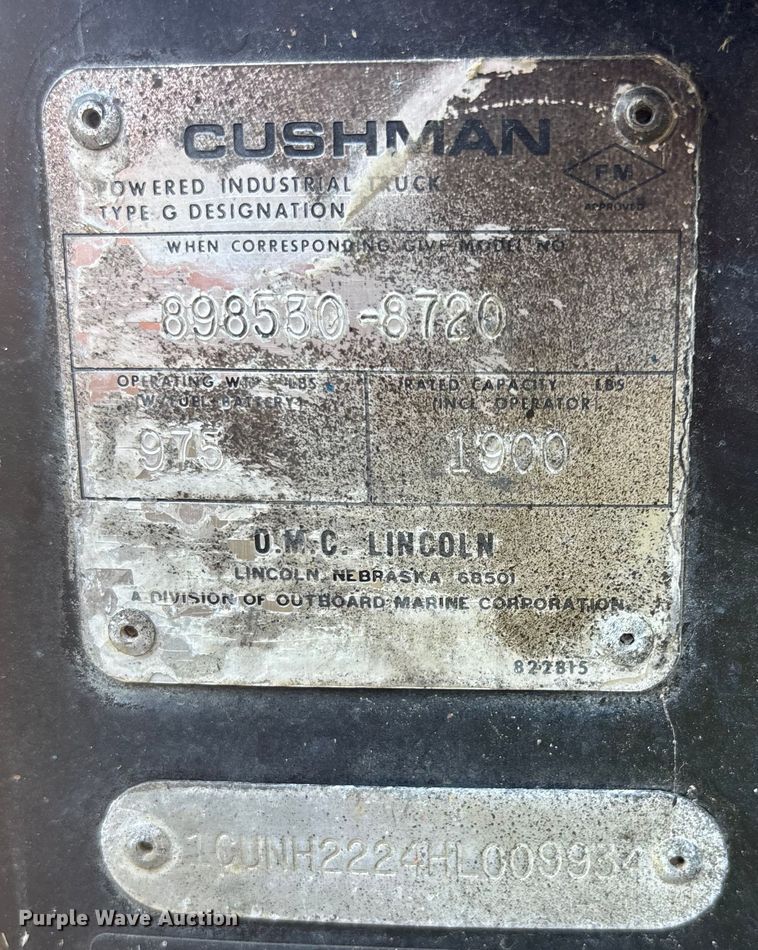 CUSHMAN
POWERED INDUSTRIAL TRUCK
TYPE G DESIGNATION
FM
APPROVED
WHEN CORRESPONDING GIVE MODEL NO
898530-8720
OPERATING WT LBS
(W/FUEL/BATTERY)
975
RATED CAPACITY LBS
(INCL OPERATOR)
1900
O.M.C. LINCOLN
LINCOLN, NEBRASKA 68501
A DIVISION OF OUTBOARD MARINE CORPORATION
822815
1CUNH2224HL009934
Purple Wave Auction